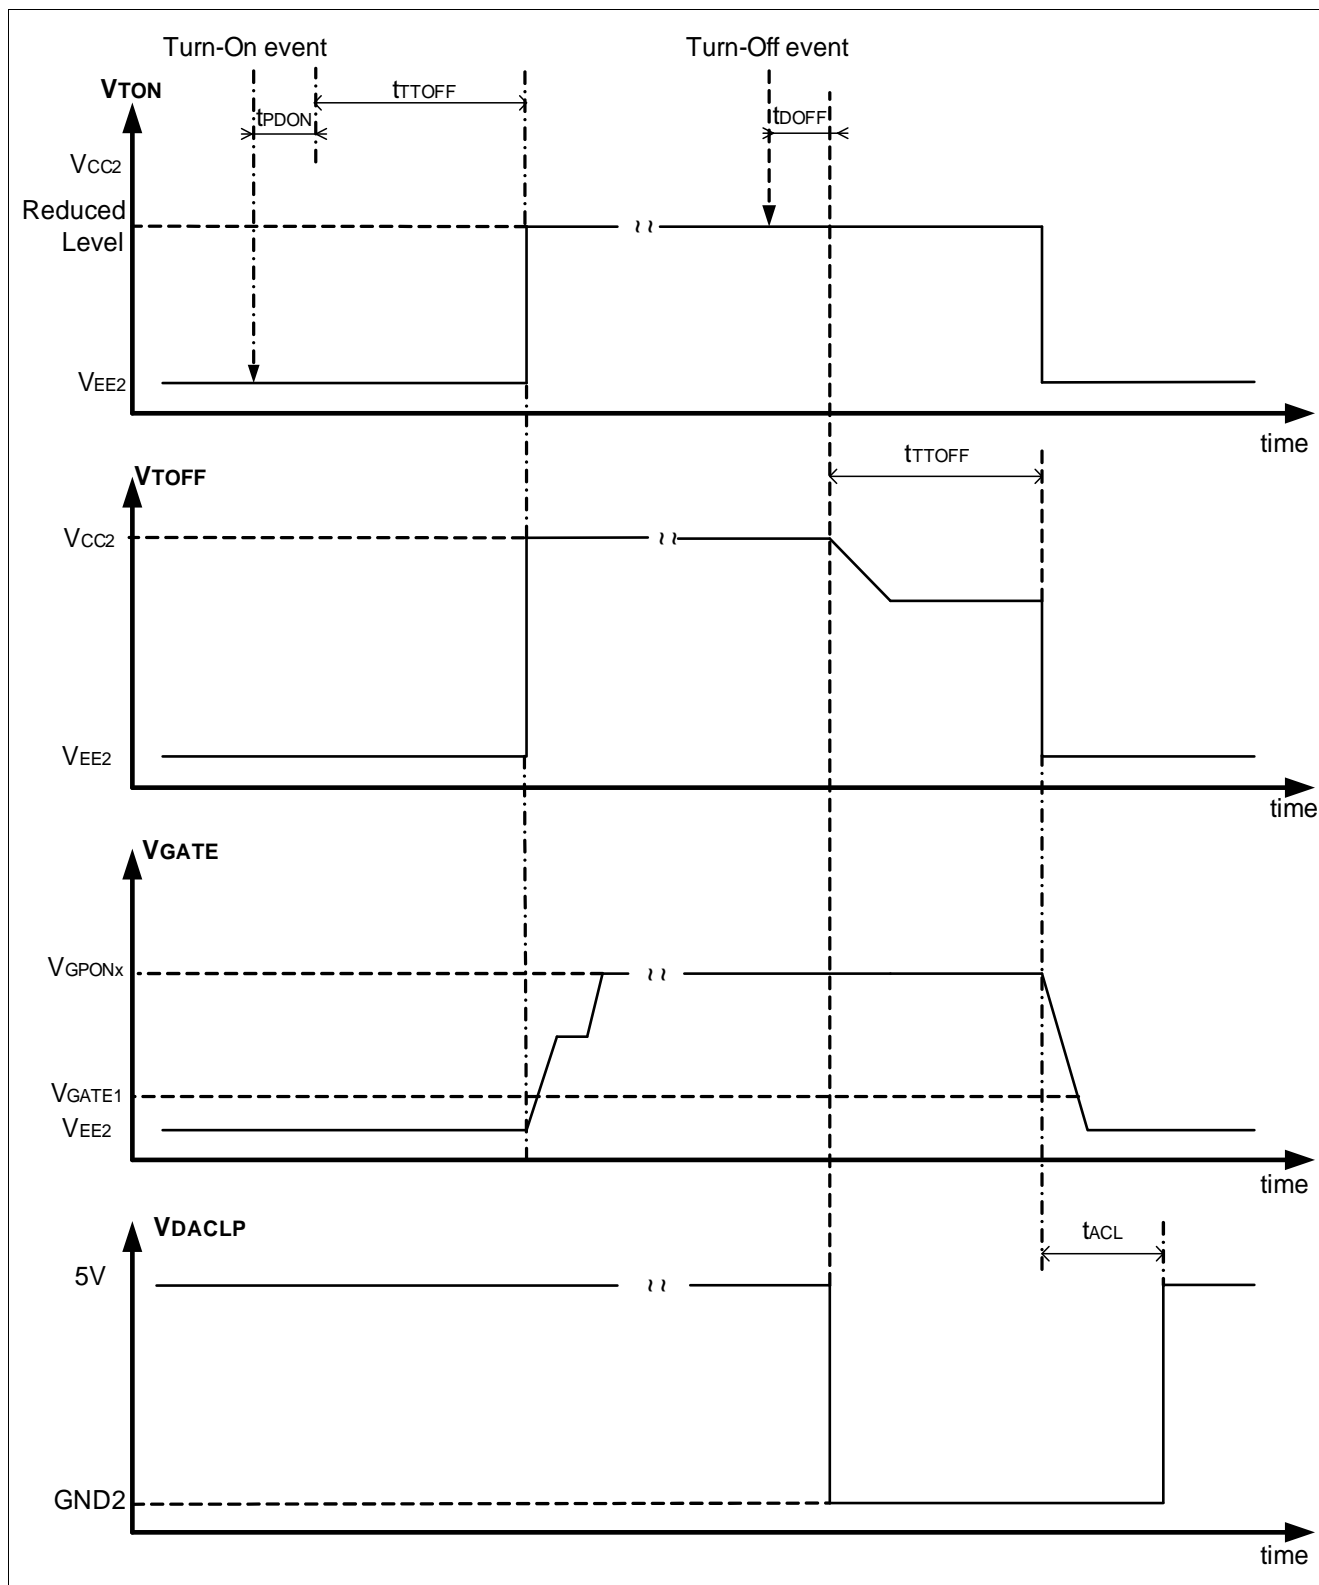 Turn-On event
Turn-Off event
VTON
tTTOFF
tPDON
tDOFF
VCC2
Reduced
Level
VEE2
time
VTOFF
tTTOFF
VCC2
VEE2
time
VGATE
VGPONx
VGATE1
VEE2
time
VDACLP
tACL
5V
GND2
time